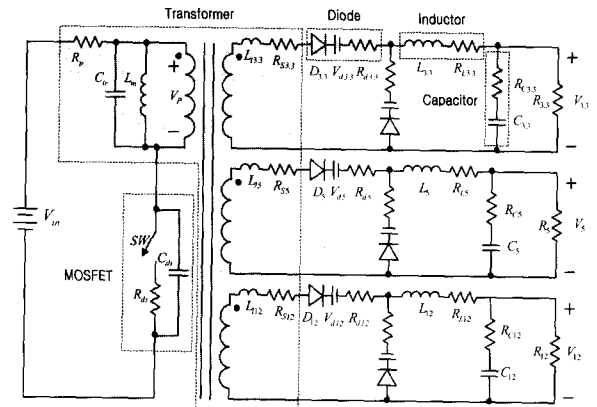 Transformer Diode Inductor
R_p C_tr L_m + V_P −
L_l3.3 R_S3.3 D_3.3 V_d3.3 R_d3.3 L_3.3 R_L3.3 +
Capacitor R_C3.3 C_3.3 R_3.3 V_3.3 −
V_in
MOSFET SW R_ds C_ds
L_l5 R_S5 D_5 V_d5 R_d5 L_5 R_L5 +
R_C5 C_5 R_5 V_5 −
L_l12 R_S12 D_12 V_d12 R_d12 L_12 R_L12 +
R_C12 C_12 R_12 V_12 −